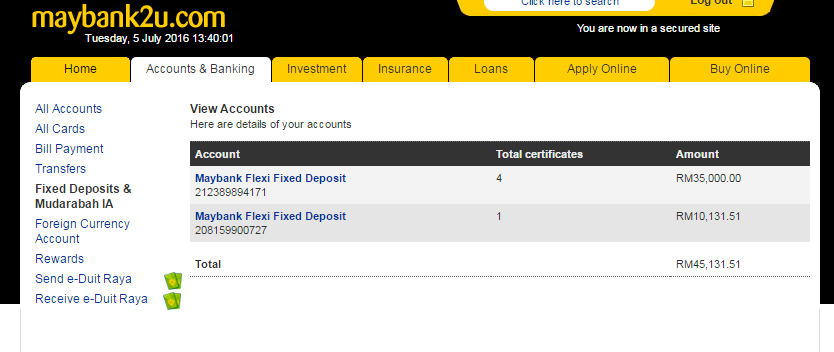 Click here to search
Log out
maybank2u.com
Tuesday, 5 July 2016 13:40:01
You are now in a secured site
Home
Accounts & Banking
Investment
Insurance
Loans
Apply Online
Buy Online
All Accounts
All Cards
Bill Payment
Transfers
Fixed Deposits &
Mudarabah IA
Foreign Currency
Account
Rewards
Send e-Duit Raya
Receive e-Duit Raya
View Accounts
Here are details of your accounts
Account Total certificates Amount
Maybank Flexi Fixed Deposit 4 RM35,000.00
212389894171
Maybank Flexi Fixed Deposit 1 RM10,131.51
208159900727
Total RM45,131.51